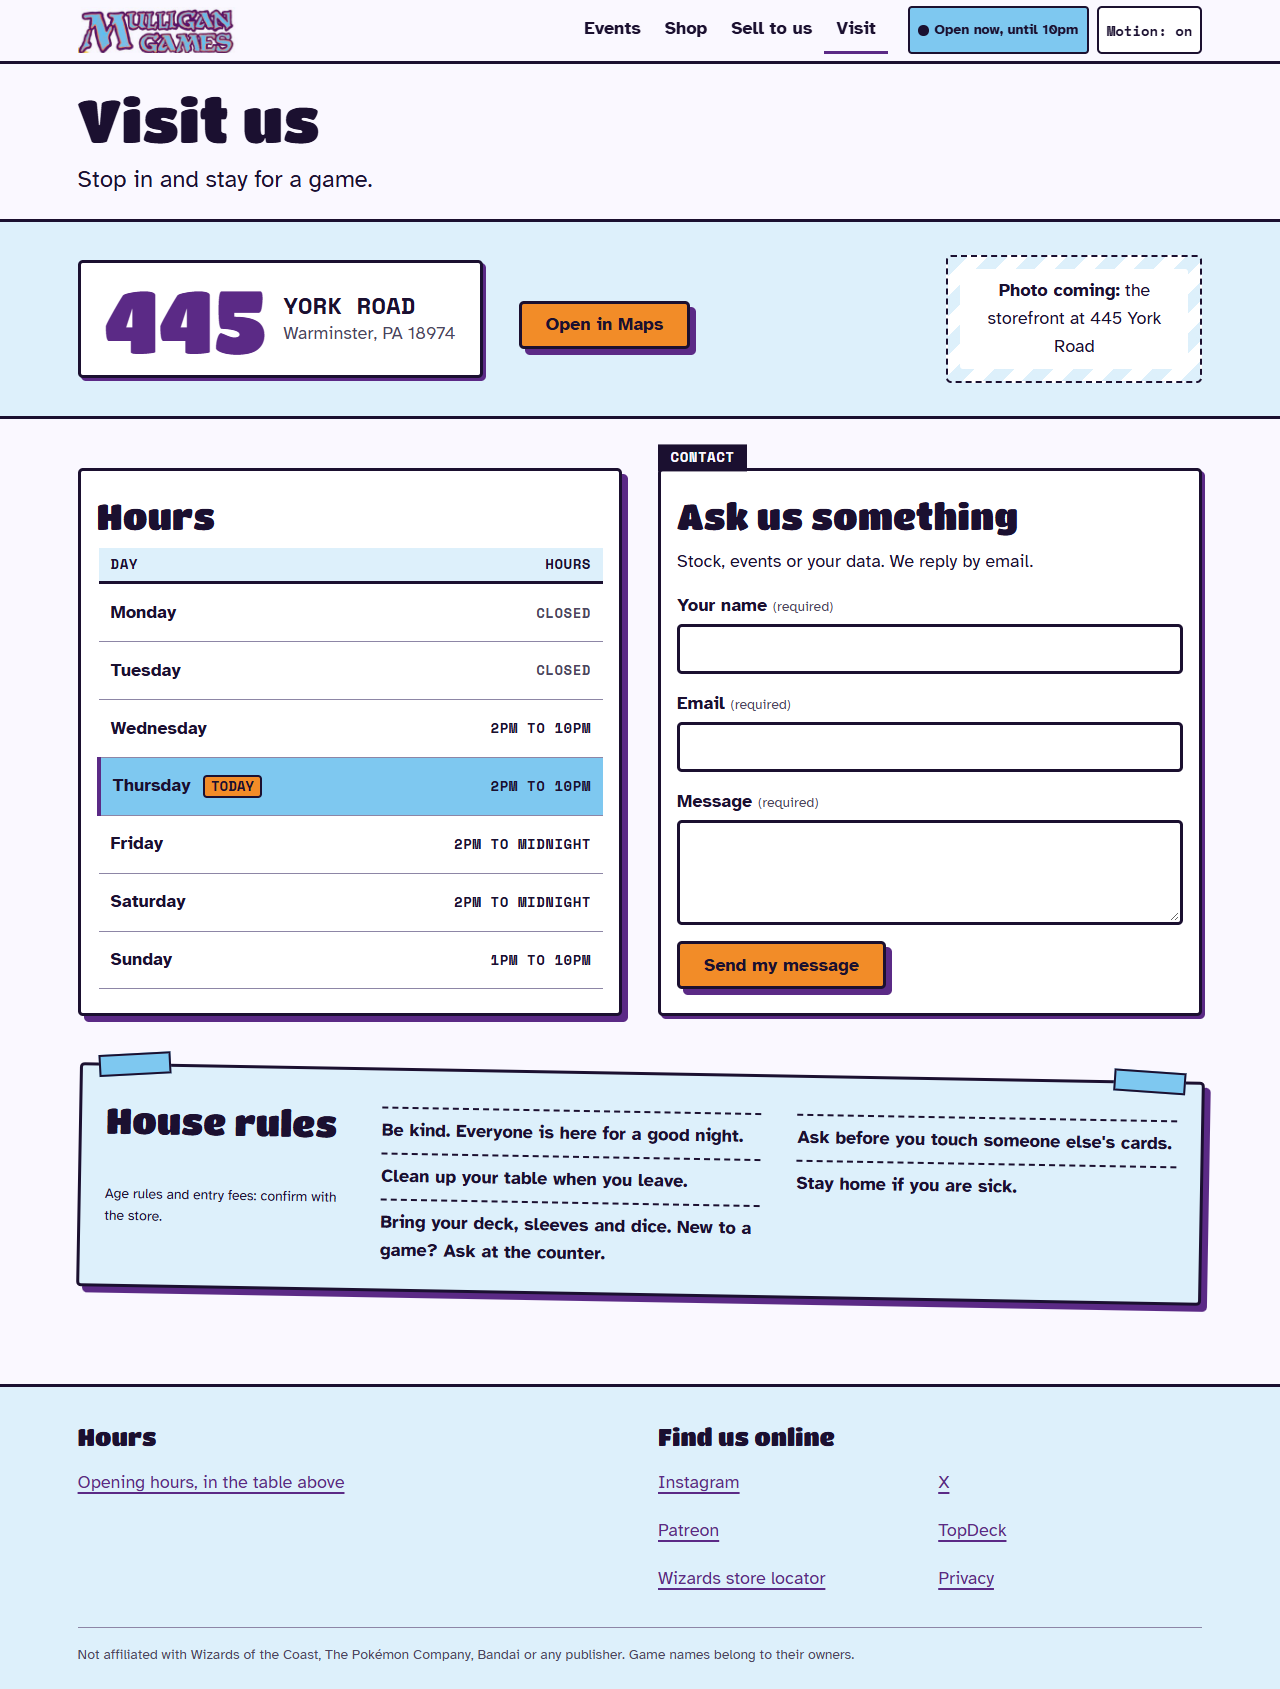 MULLIGAN
GAMES
Events Shop Sell to us Visit
Open now, until 10pm
Motion: on
Visit us
Stop in and stay for a game.
445
YORK ROAD
Warminster, PA 18974
Open in Maps
Photo coming: the
storefront at 445 York
Road
Hours
DAY HOURS
Monday CLOSED
Tuesday CLOSED
Wednesday 2PM TO 10PM
Thursday TODAY 2PM TO 10PM
Friday 2PM TO MIDNIGHT
Saturday 2PM TO MIDNIGHT
Sunday 1PM TO 10PM
CONTACT
Ask us something
Stock, events or your data. We reply by email.
Your name (required)
Email (required)
Message (required)
Send my message
House rules
Age rules and entry fees: confirm with
the store.
Be kind. Everyone is here for a good night.
Clean up your table when you leave.
Bring your deck, sleeves and dice. New to a
game? Ask at the counter.
Ask before you touch someone else's cards.
Stay home if you are sick.
Hours
Opening hours, in the table above
Find us online
Instagram
X
Patreon
TopDeck
Wizards store locator
Privacy
Not affiliated with Wizards of the Coast, The Pokémon Company, Bandai or any publisher. Game names belong to their owners.